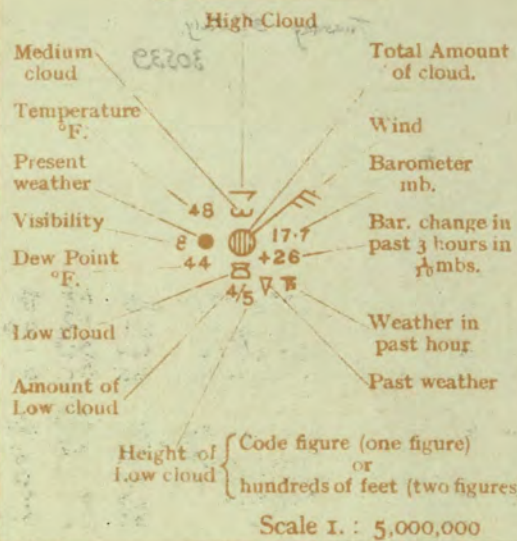 High Cloud
Medium cloud
Total Amount of cloud.
Temperature °F.
Wind
Present weather
Barometer mb.
Visibility
Bar. change in past 3 hours in 1/10 mbs.
Dew Point °F.
48
8
17·7
44
+26
4/5
Low cloud
Weather in past hour
Amount of Low cloud
Past weather
Height of Low cloud { Code figure (one figure)
or
hundreds of feet (two figures
Scale 1. : 5,000,000